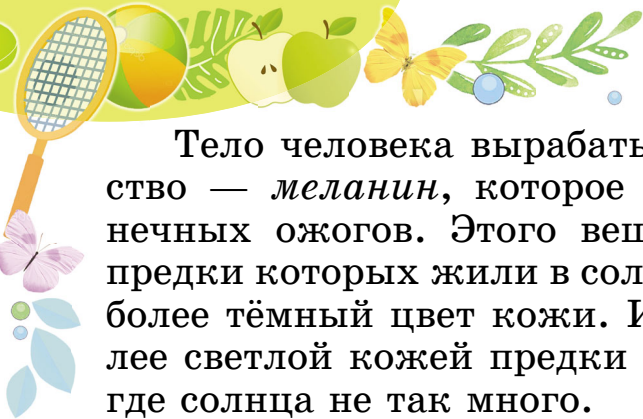 Тело человека вырабать
ство — меланин, которое
нечных ожогов. Этого вещ
предки которых жили в сол
более тёмный цвет кожи. И
лее светлой кожей предки
где солнца не так много.